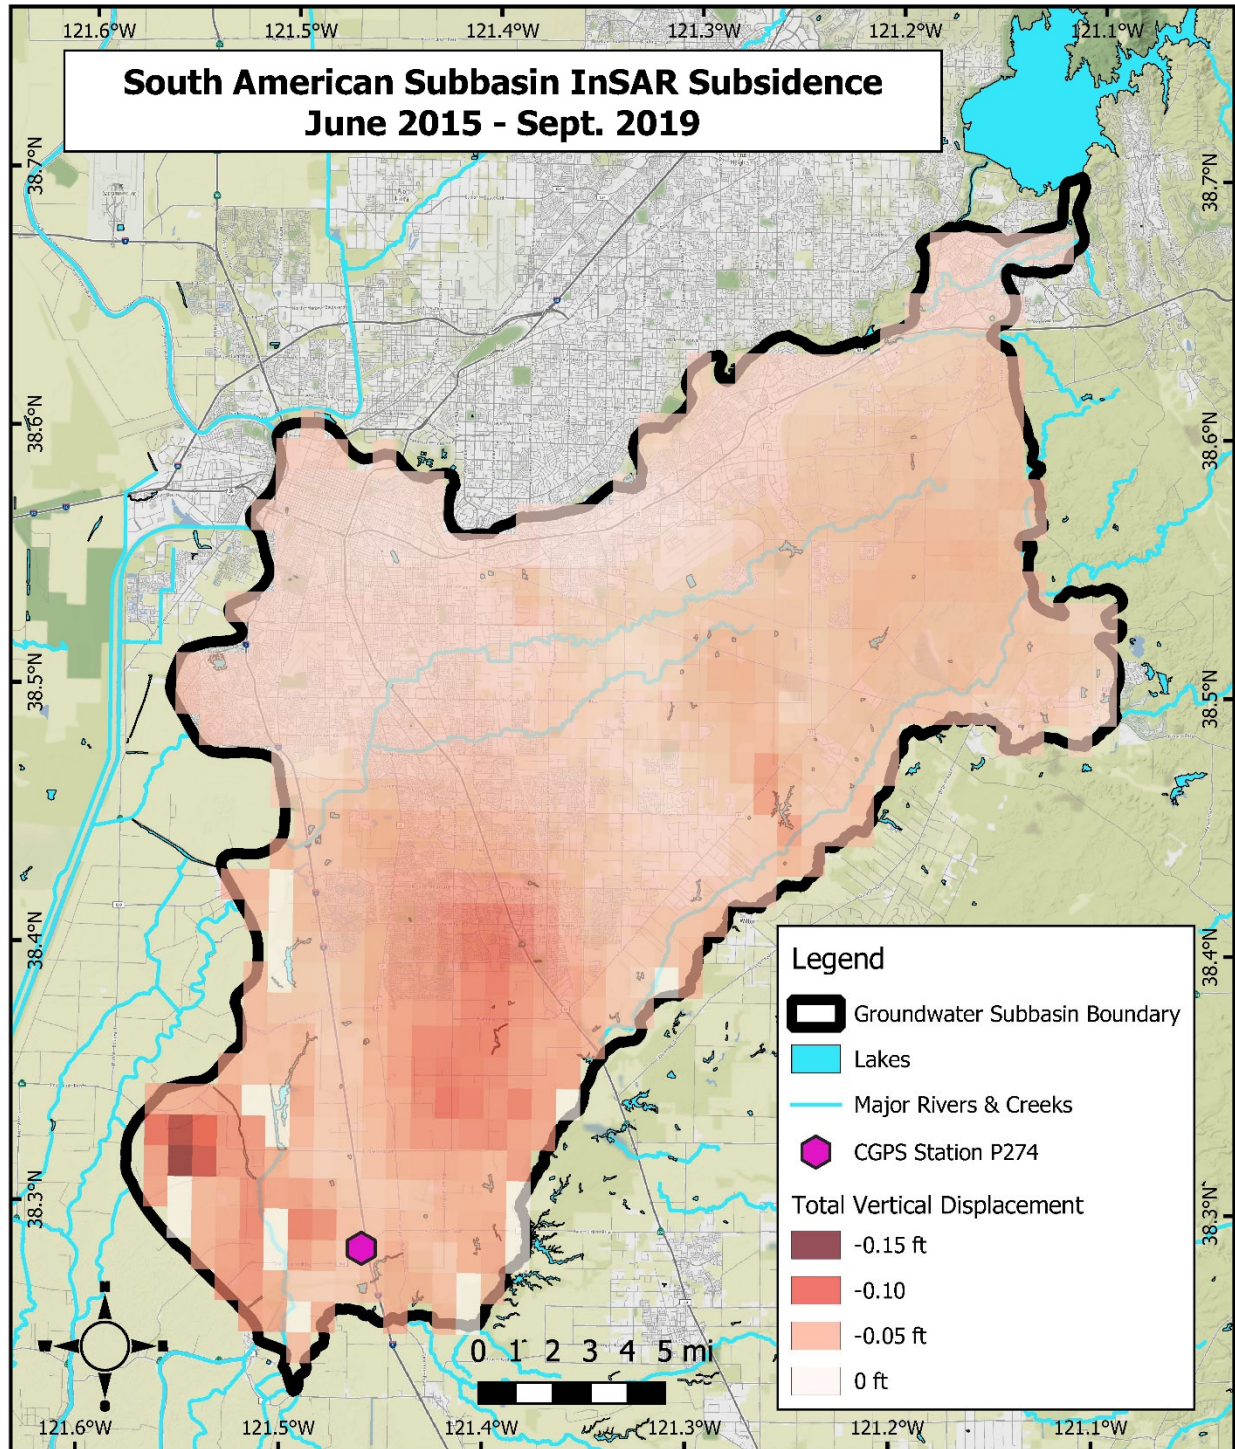 121.6°W 121.5°W 121.4°W 121.3°W 121.2°W 121.1°W
South American Subbasin InSAR Subsidence
June 2015 - Sept. 2019
38.7°N
38.7°N
38.6°N
38.6°N
38.5°N
38.5°N
38.4°N
38.4°N
38.3°N
38.3°N
Legend
Groundwater Subbasin Boundary
Lakes
Major Rivers & Creeks
CGPS Station P274
Total Vertical Displacement
-0.15 ft
-0.10
-0.05 ft
0 ft
0 1 2 3 4 5 mi
121.6°W 121.5°W 121.4°W 121.3°W 121.2°W 121.1°W